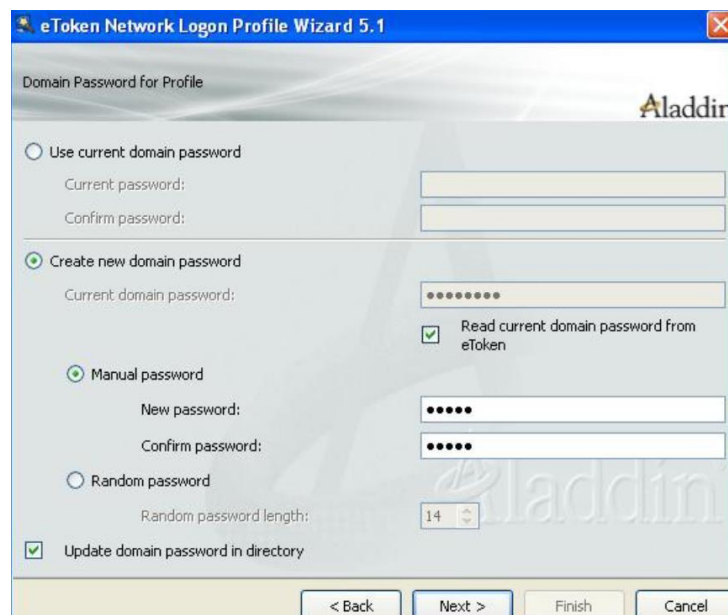 eToken Network Logon Profile Wizard 5.1
Domain Password for Profile
Aladdin
Use current domain password
Current password:
Confirm password:
Create new domain password
Current domain password:
Read current domain password from
eToken
Manual password
New password:
Confirm password:
Random password
Aladdin
Random password length:
14
Update domain password in directory
< Back
Next >
Finish
Cancel